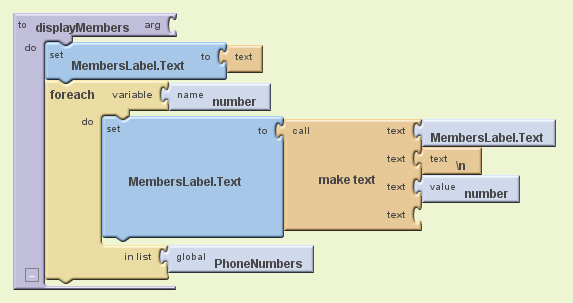 to displayMembers arg
do
set MembersLabel.Text to text
foreach variable name number
do
set MembersLabel.Text to call make text text MembersLabel.Text
text text \n
text value number
text
in list global PhoneNumbers